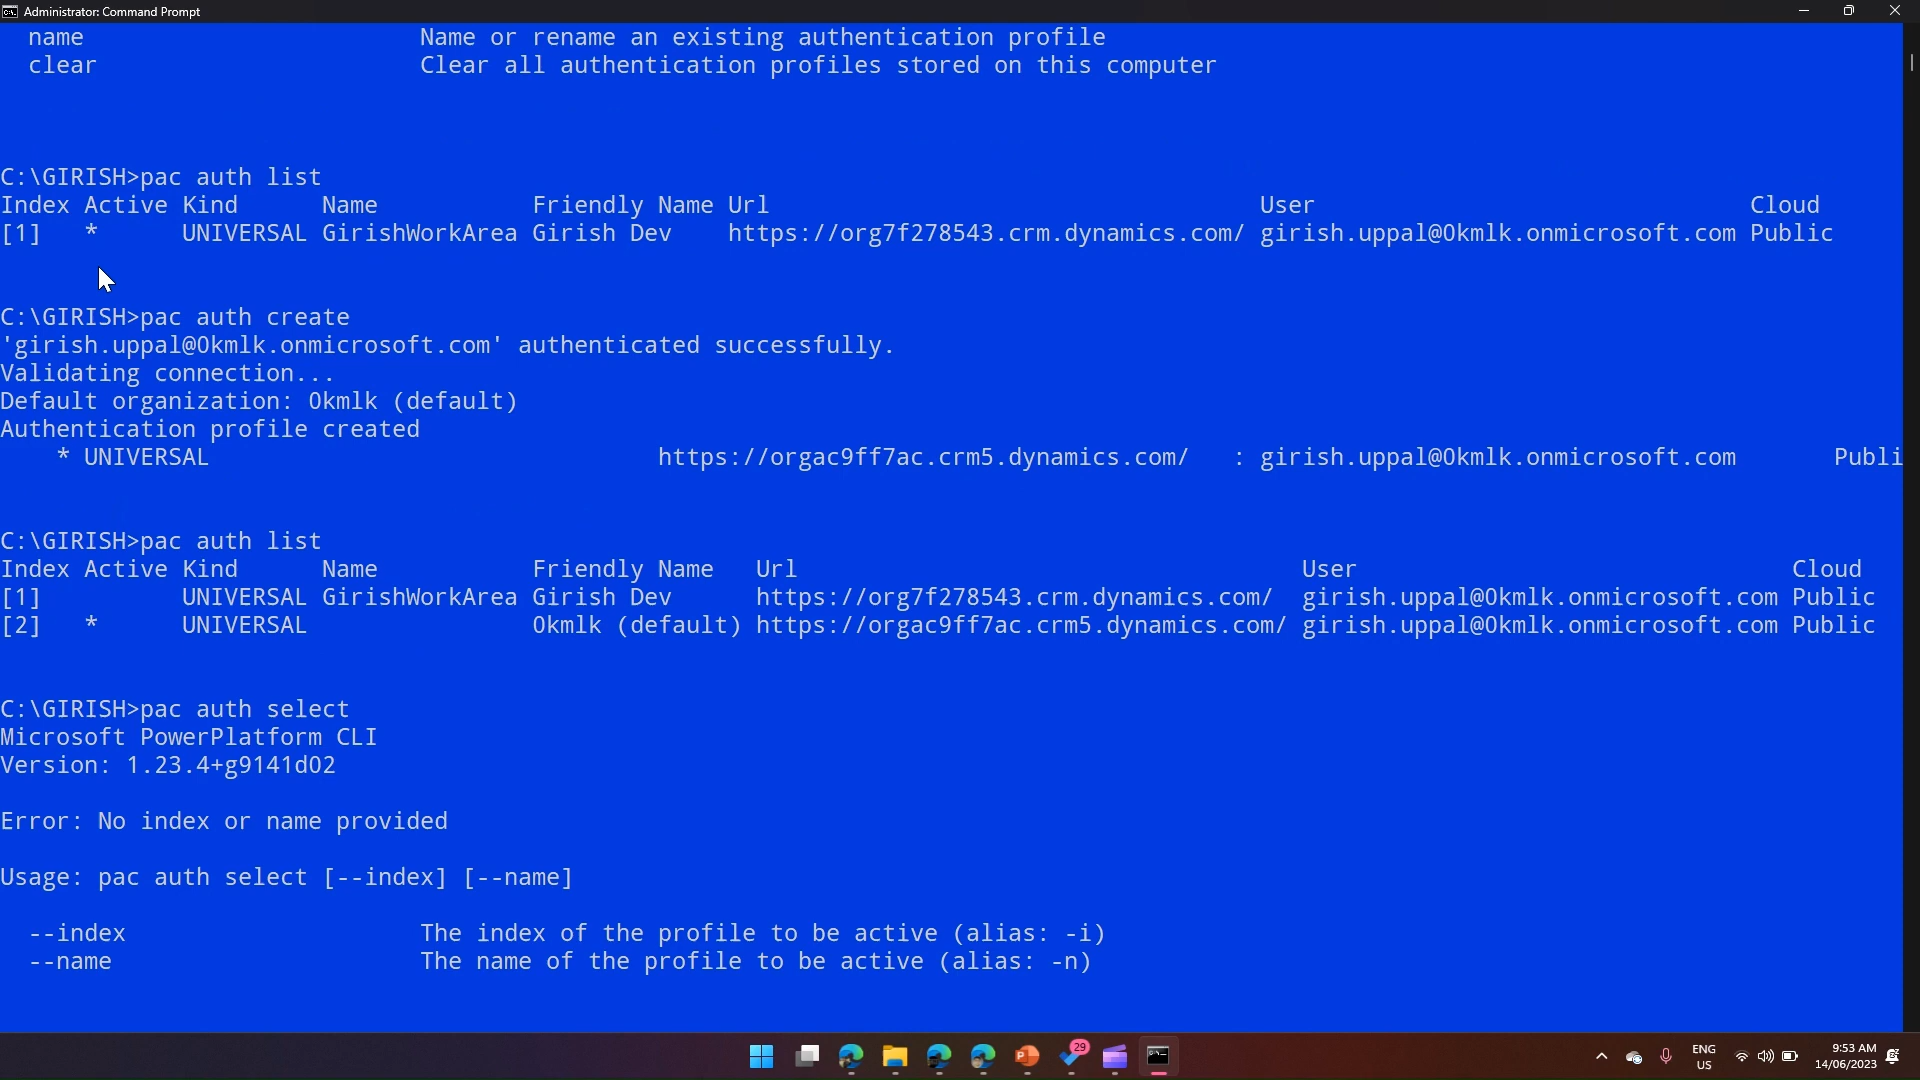 Administrator: Command Prompt
name Name or rename an existing authentication profile
clear Clear all authentication profiles stored on this computer
C:\GIRISH>pac auth list
Index Active Kind Name Friendly Name Url User Cloud
[1] * UNIVERSAL GirishWorkArea Girish Dev https://org7f278543.crm.dynamics.com/ girish.uppal@0kmlk.onmicrosoft.com Public
C:\GIRISH>pac auth create
'girish.uppal@0kmlk.onmicrosoft.com' authenticated successfully.
Validating connection...
Default organization: 0kmlk (default)
Authentication profile created
* UNIVERSAL https://orgac9ff7ac.crm5.dynamics.com/ : girish.uppal@0kmlk.onmicrosoft.com Publi
C:\GIRISH>pac auth list
Index Active Kind Name Friendly Name Url User Cloud
[1] UNIVERSAL GirishWorkArea Girish Dev https://org7f278543.crm.dynamics.com/ girish.uppal@0kmlk.onmicrosoft.com Public
[2] * UNIVERSAL 0kmlk (default) https://orgac9ff7ac.crm5.dynamics.com/ girish.uppal@0kmlk.onmicrosoft.com Public
C:\GIRISH>pac auth select
Microsoft PowerPlatform CLI
Version: 1.23.4+g9141d02
Error: No index or name provided
Usage: pac auth select [--index] [--name]
--index The index of the profile to be active (alias: -i)
--name The name of the profile to be active (alias: -n)
29
ENG
US
9:53 AM
14/06/2023